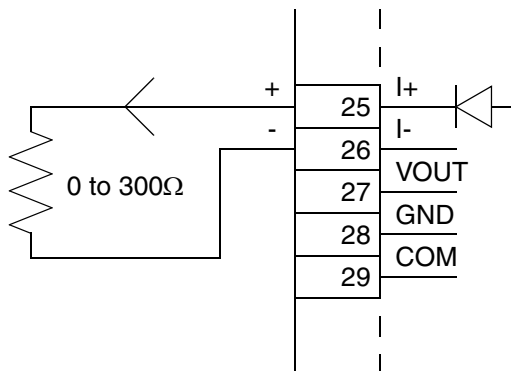 + 25 I+
- 26 I-
0 to 300Ω
27 VOUT
28 GND
29 COM